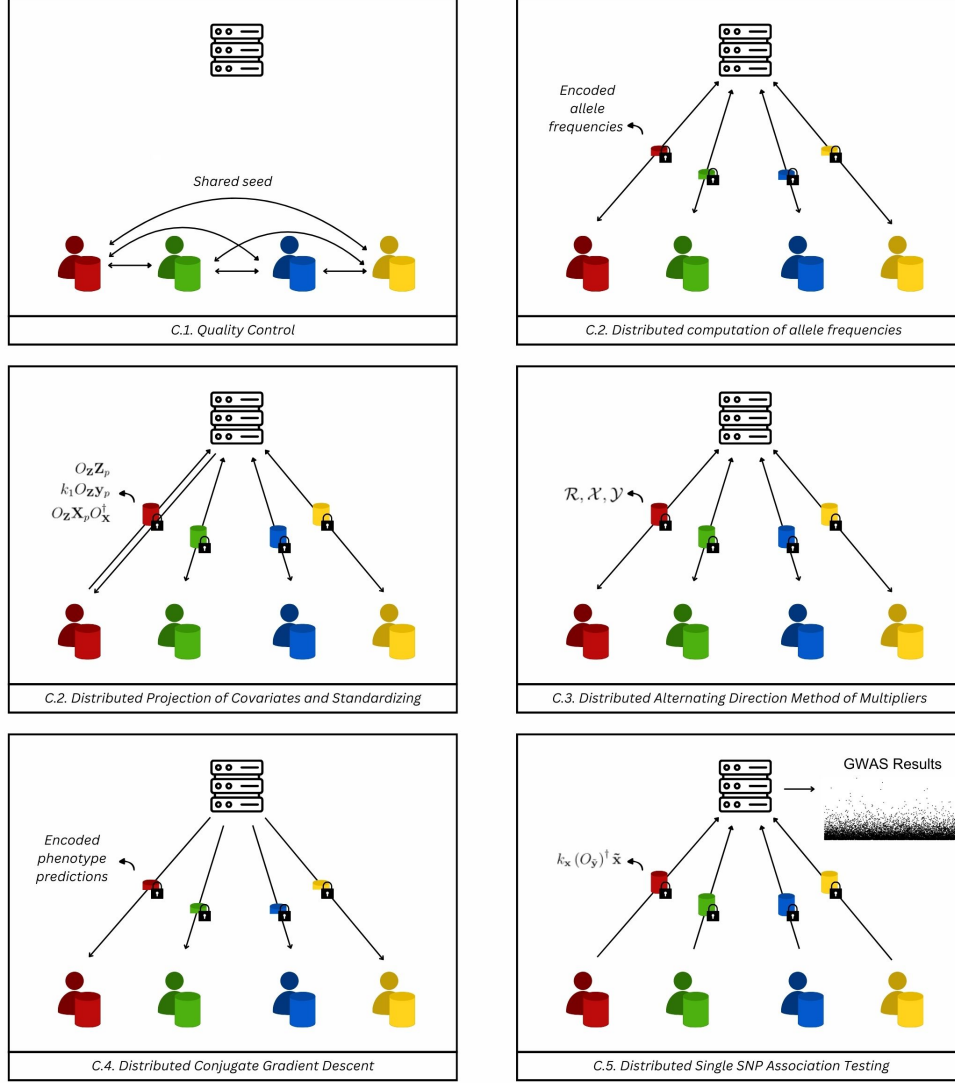 Shared seed
C.1. Quality Control
Encoded
allele
frequencies
C.2. Distributed computation of allele frequencies
O_𝐙 𝐙_p
k₁O_𝐙 𝐲_p
O_𝐙 𝐗_p O_𝐗^†
C.2. Distributed Projection of Covariates and Standardizing
ℛ, 𝒳, 𝒴
C.3. Distributed Alternating Direction Method of Multipliers
Encoded
phenotype
predictions
C.4. Distributed Conjugate Gradient Descent
GWAS Results
k_𝐱 (O_ỹ)^† 𝐱̃
C.5. Distributed Single SNP Association Testing